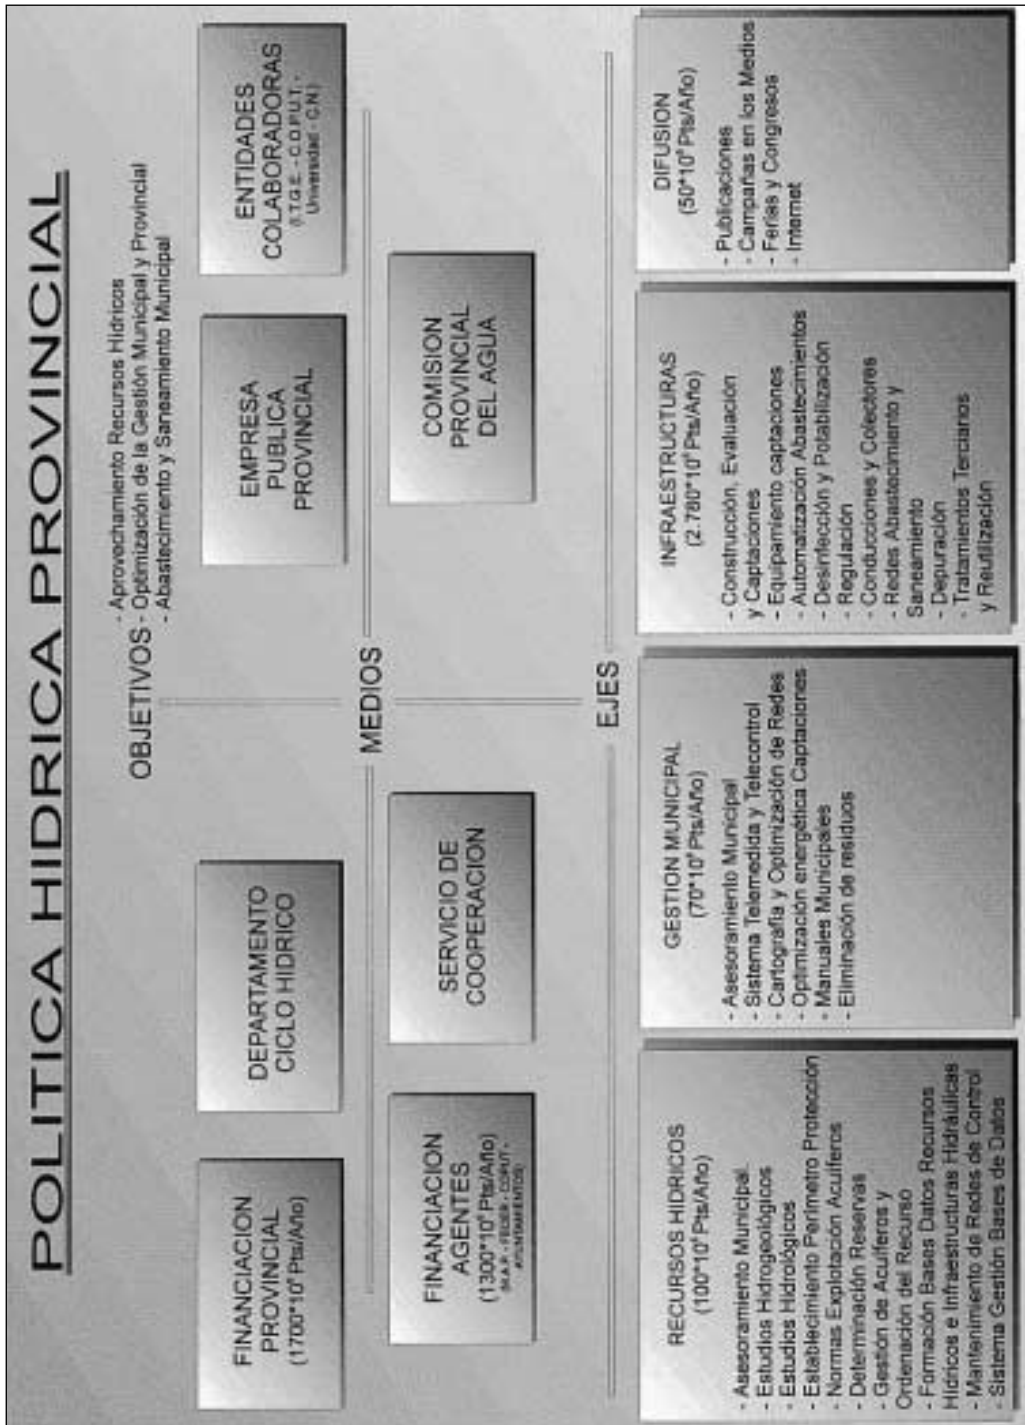 POLITICA HIDRICA PROVINCIAL
OBJETIVOS
- Aprovechamiento Recursos Hídricos
- Optimización de la Gestión Municipal y Provincial
- Abastecimiento y Saneamiento Municipal
FINANCIACION
PROVINCIAL
(1700*10⁶ Pts/Año)
DEPARTAMENTO
CICLO HIDRICO
EMPRESA
PUBLICA
PROVINCIAL
ENTIDADES
COLABORADORAS
(I.T.G.E. - C.O.P.U.T. -
Universidad - C.N.)
MEDIOS
FINANCIACION
AGENTES
(1300*10⁶ Pts/Año)
(M.A.P. - FEDER - COPUT -
AYUNTAMIENTOS)
SERVICIO DE
COOPERACION
COMISION
PROVINCIAL
DEL AGUA
EJES
RECURSOS HIDRICOS
(100*10⁶ Pts/Año)
- Asesoramiento Municipal.
- Estudios Hidrogeológicos
- Estudios Hidrológicos
- Establecimiento Perímetro Protección
- Normas Explotación Acuíferos
- Determinación Reservas
- Gestión de Acuíferos y
Ordenación del Recurso
- Formación Bases Datos Recursos
Hídricos e Infraestructuras Hidráulicas
- Mantenimiento de Redes de Control
- Sistema Gestión Bases de Datos
GESTION MUNICIPAL
(70*10⁶ Pts/Año)
- Asesoramiento Municipal
- Sistema Telemedida y Telecontrol
- Cartografía y Optimización de Redes
- Optimización energética Captaciones
- Manuales Municipales
- Eliminación de residuos
INFRAESTRUCTURAS
(2.780*10⁶ Pts/Año)
- Construcción, Evaluación
y Captaciones
- Equipamiento captaciones
- Automatización Abastecimientos
- Desinfección y Potabilización
- Regulación
- Conducciones y Colectores
- Redes Abastecimiento y
Saneamiento
- Depuración
- Tratamientos Terciarios
y Reutilización
DIFUSION
(50*10⁶ Pts/Año)
- Publicaciones
- Campañas en los Medios
- Ferias y Congresos
- Internet